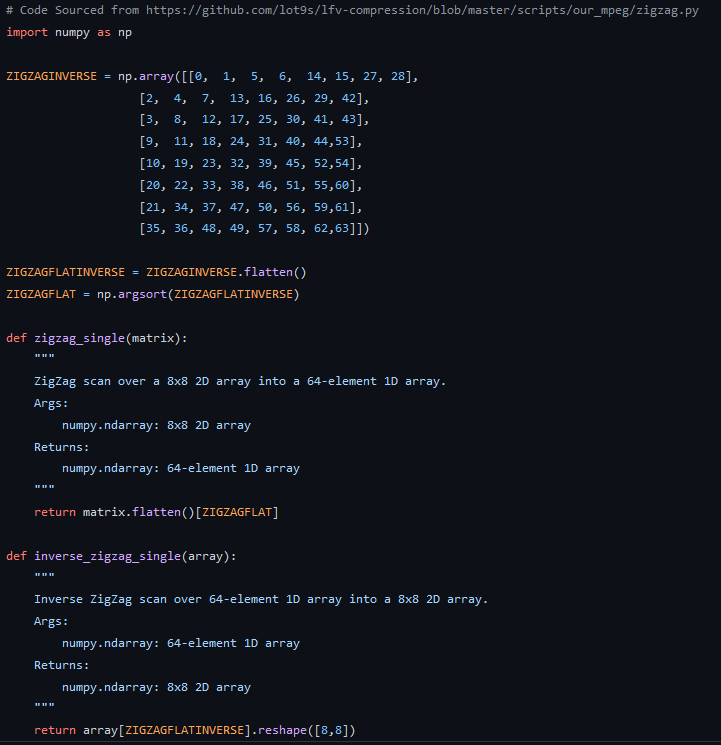 # Code Sourced from https://github.com/lot9s/lfv-compression/blob/master/scripts/our_mpeg/zigzag.py
import numpy as np
ZIGZAGINVERSE = np.array([[0,  1,  5,  6,  14, 15, 27, 28],
                   [2,  4,  7,  13, 16, 26, 29, 42],
                   [3,  8,  12, 17, 25, 30, 41, 43],
                   [9,  11, 18, 24, 31, 40, 44,53],
                   [10, 19, 23, 32, 39, 45, 52,54],
                   [20, 22, 33, 38, 46, 51, 55,60],
                   [21, 34, 37, 47, 50, 56, 59,61],
                   [35, 36, 48, 49, 57, 58, 62,63]])
ZIGZAGFLATINVERSE = ZIGZAGINVERSE.flatten()
ZIGZAGFLAT = np.argsort(ZIGZAGFLATINVERSE)
def zigzag_single(matrix):
    """
    ZigZag scan over a 8x8 2D array into a 64-element 1D array.
    Args:
        numpy.ndarray: 8x8 2D array
    Returns:
        numpy.ndarray: 64-element 1D array
    """
    return matrix.flatten()[ZIGZAGFLAT]
def inverse_zigzag_single(array):
    """
    Inverse ZigZag scan over 64-element 1D array into a 8x8 2D array.
    Args:
        numpy.ndarray: 64-element 1D array
    Returns:
        numpy.ndarray: 8x8 2D array
    """
    return array[ZIGZAGFLATINVERSE].reshape([8,8])